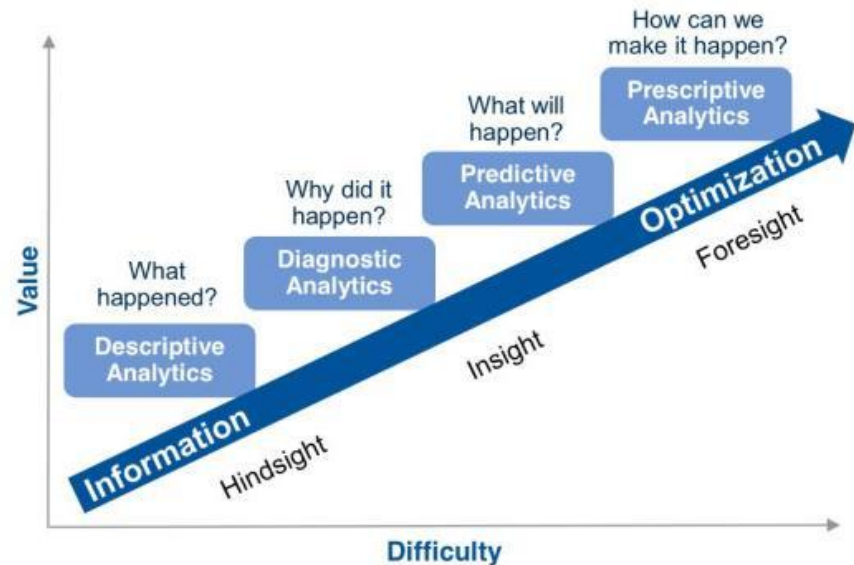 How can we
make it happen?
Prescriptive
Analytics
What will
happen?
Predictive
Analytics
Why did it
happen?
Diagnostic
Analytics
What
happened?
Descriptive
Analytics
Value
Information
Optimization
Hindsight
Insight
Foresight
Difficulty